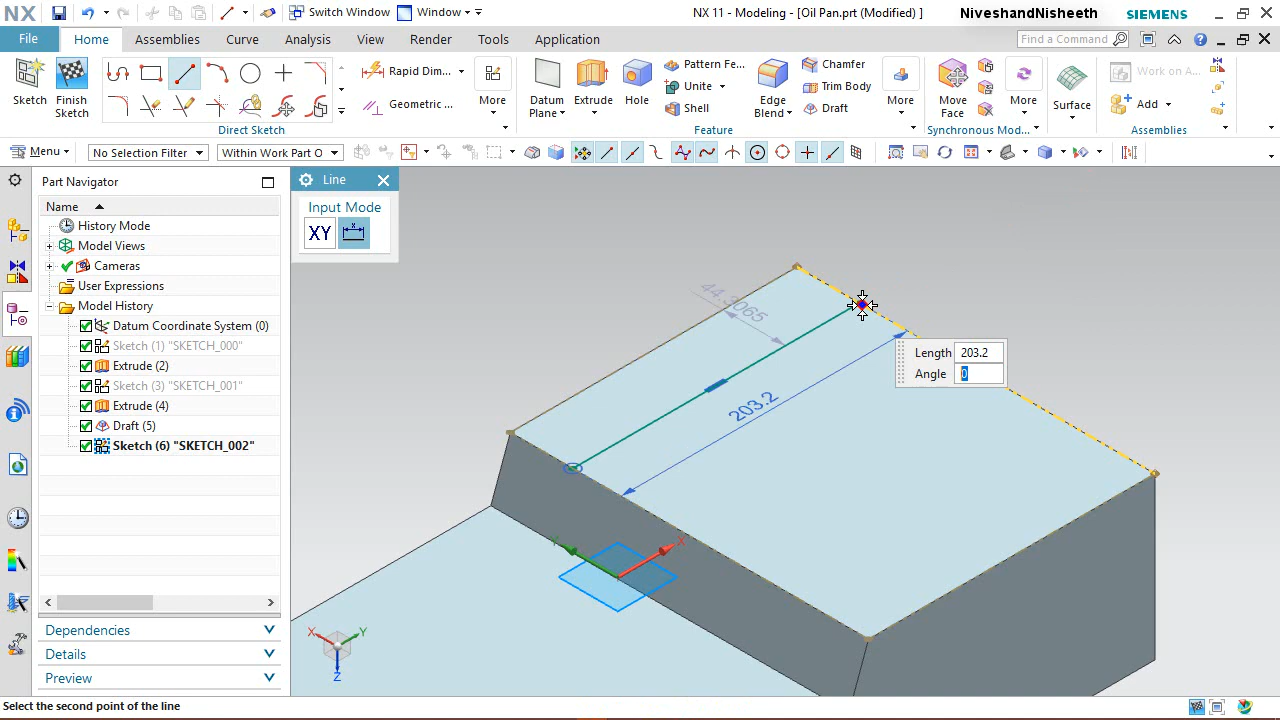 NX
Switch Window
Window
NX 11 - Modeling - [Oil Pan.prt (Modified) ]
NiveshandNisheeth
SIEMENS
File
Home
Assemblies
Curve
Analysis
View
Render
Tools
Application
Find a Command
Sketch
Finish Sketch
Rapid Dim...
Geometric ...
More
Datum Plane
Extrude
Hole
Pattern Fe...
Unite
Shell
Edge Blend
Chamfer
Trim Body
Draft
More
Move Face
More
Surface
Work on A...
Add
Direct Sketch
Feature
Synchronous Mod...
Assemblies
Menu
No Selection Filter
Within Work Part O
Part Navigator
Name
History Mode
Model Views
Cameras
User Expressions
Model History
Datum Coordinate System (0)
Sketch (1) "SKETCH_000"
Extrude (2)
Sketch (3) "SKETCH_001"
Extrude (4)
Draft (5)
Sketch (6) "SKETCH_002"
Dependencies
Details
Preview
Line
Input Mode
XY
44.3065
203.2
Length 203.2
Angle 0
Y
X
X
Y
Z
Select the second point of the line